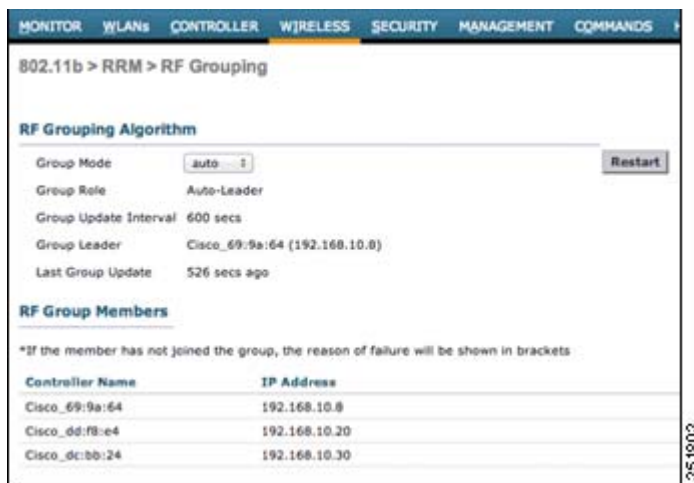 MONITOR WLANs CONTROLLER WIRELESS SECURITY MANAGEMENT COMMANDS
802.11b > RRM > RF Grouping
RF Grouping Algorithm
Group Mode auto Restart
Group Role Auto-Leader
Group Update Interval 600 secs
Group Leader Cisco_69:9a:64 (192.168.10.8)
Last Group Update 526 secs ago
RF Group Members
*If the member has not joined the group, the reason of failure will be shown in brackets
Controller Name IP Address
Cisco_69:9a:64 192.168.10.8
Cisco_dd:f8:e4 192.168.10.20
Cisco_dc:bb:24 192.168.10.30
251802